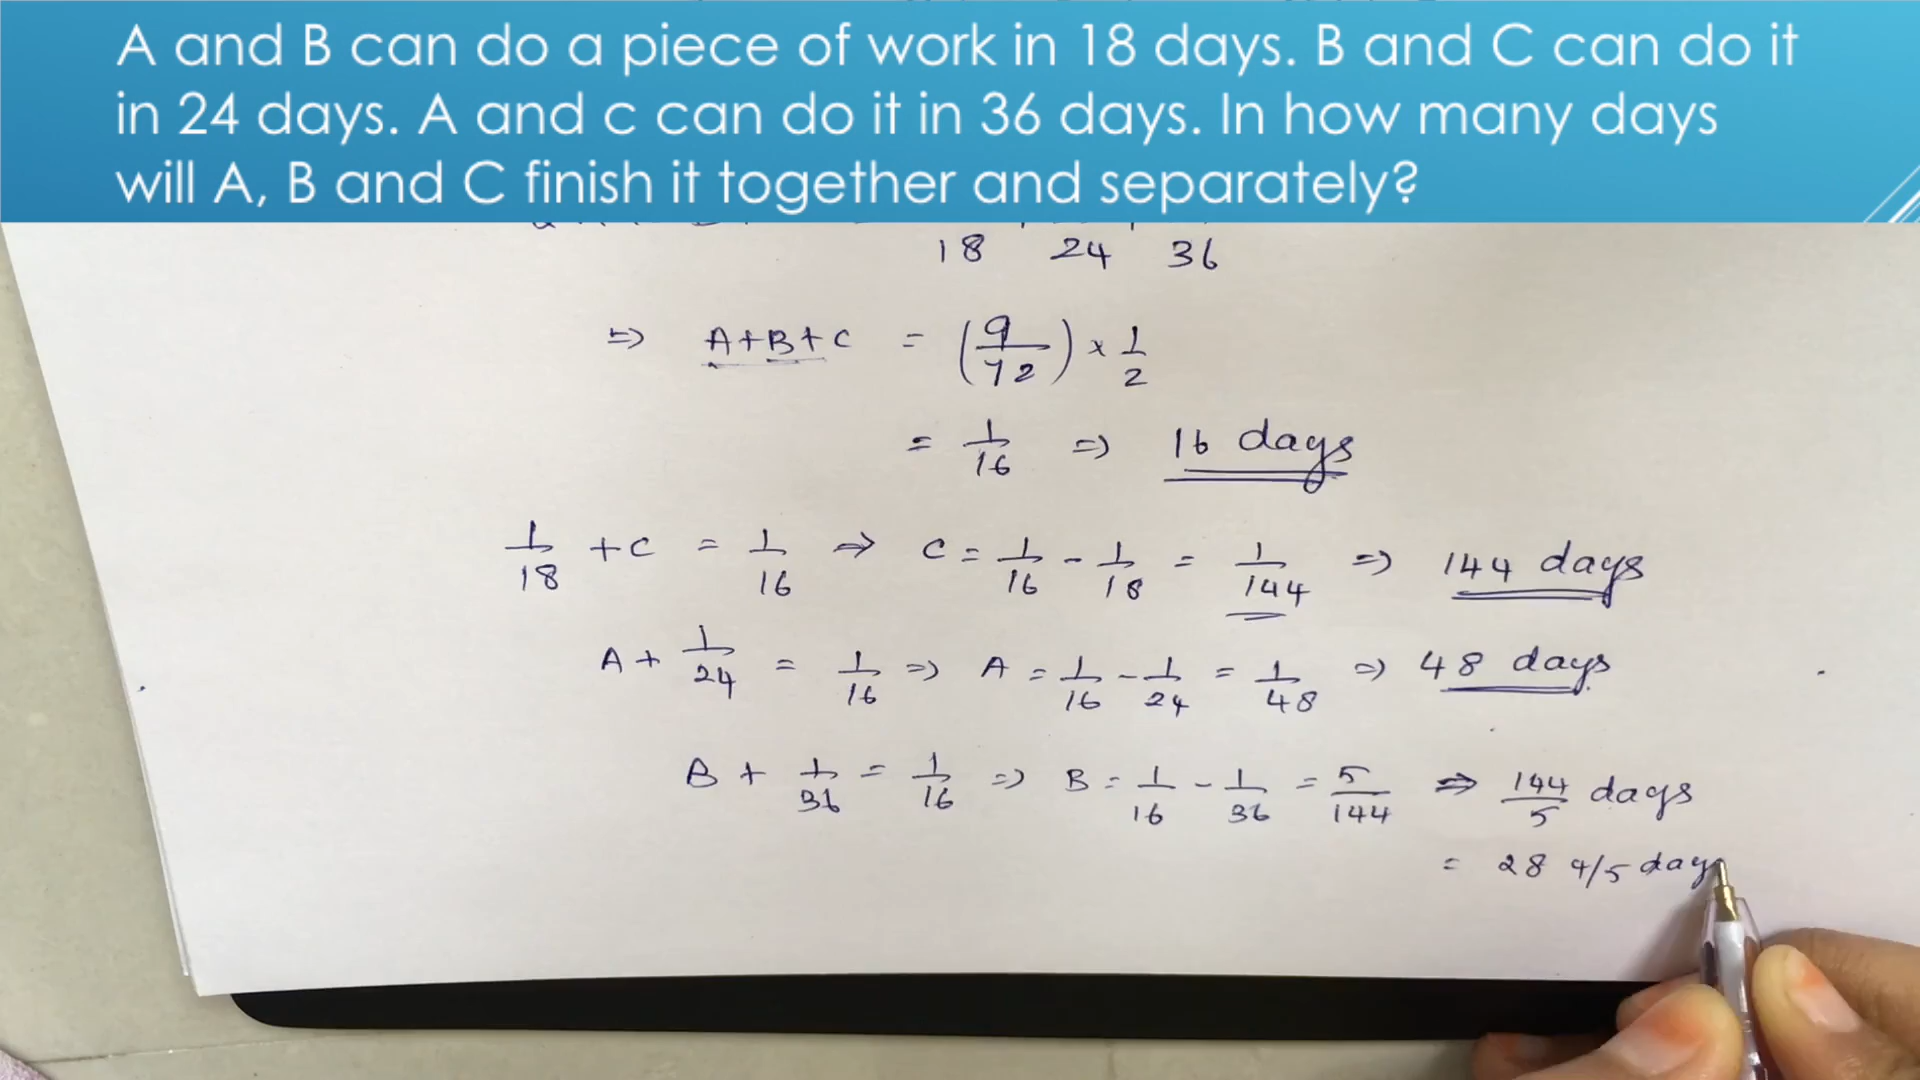 A and B can do a piece of work in 18 days. B and C can do it
in 24 days. A and c can do it in 36 days. In how many days
will A, B and C finish it together and separately?
18 24 36
⇒ A+B+C = (9/72) × 1/2
= 1/16 ⇒ 16 days
1/18 + C = 1/16 ⇒ C = 1/16 - 1/18 = 1/144 ⇒ 144 days
A + 1/24 = 1/16 ⇒ A = 1/16 - 1/24 = 1/48 ⇒ 48 days
B + 1/36 = 1/16 ⇒ B = 1/16 - 1/36 = 5/144 ⇒ 144/5 days
= 28 4/5 days